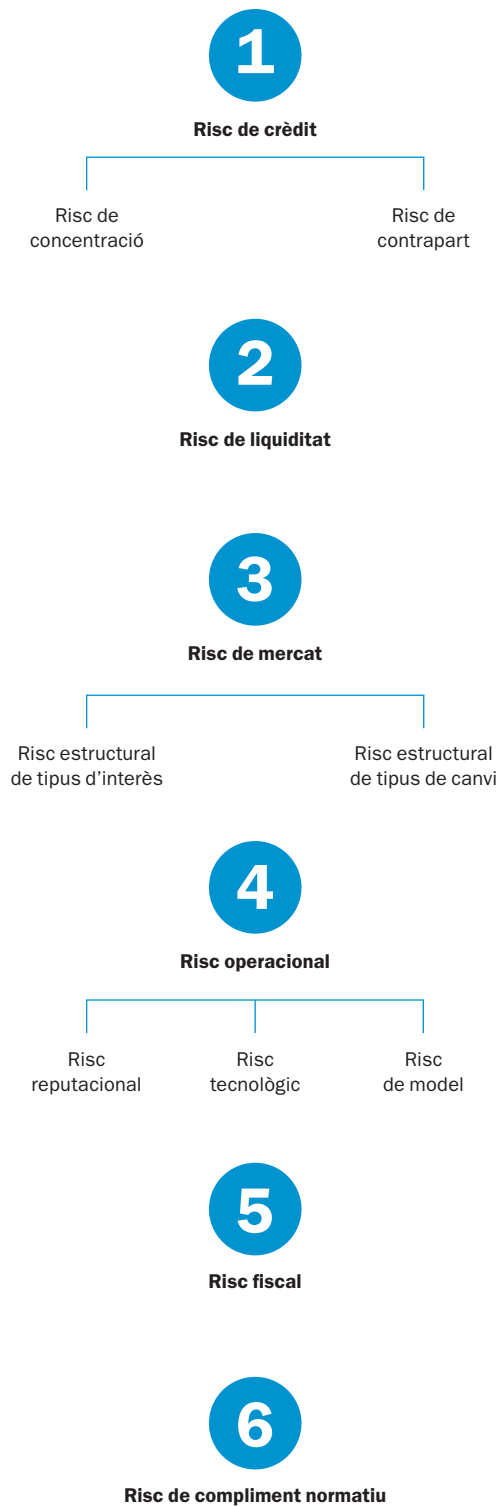 1
Risc de crèdit
Risc de
concentració
Risc de
contrapart
2
Risc de liquiditat
3
Risc de mercat
Risc estructural
de tipus d’interès
Risc estructural
de tipus de canvi
4
Risc operacional
Risc
reputacional
Risc
tecnològic
Risc
de model
5
Risc fiscal
6
Risc de compliment normatiu